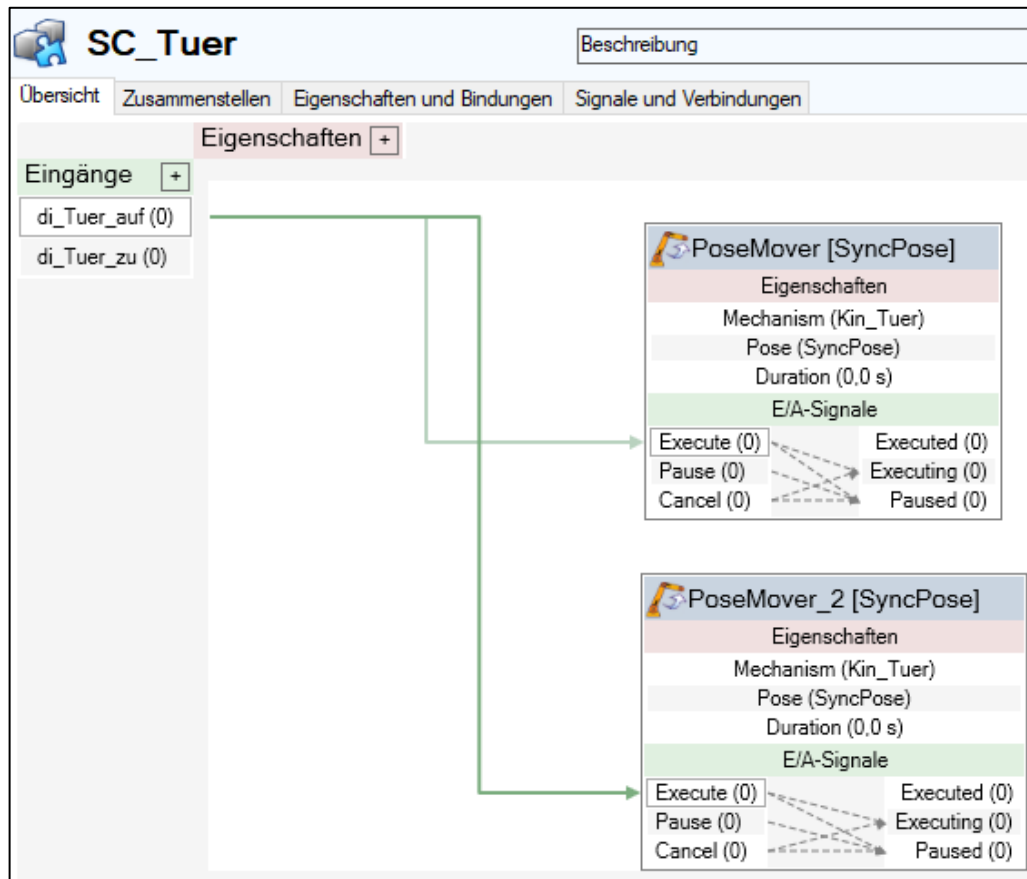 SC_Tuer
Beschreibung
Übersicht Zusammenstellen Eigenschaften und Bindungen Signale und Verbindungen
Eigenschaften +
Eingänge +
di_Tuer_auf (0)
di_Tuer_zu (0)
PoseMover [SyncPose]
Eigenschaften
Mechanism (Kin_Tuer)
Pose (SyncPose)
Duration (0,0 s)
E/A-Signale
Execute (0) Executed (0)
Pause (0) Executing (0)
Cancel (0) Paused (0)
PoseMover_2 [SyncPose]
Eigenschaften
Mechanism (Kin_Tuer)
Pose (SyncPose)
Duration (0,0 s)
E/A-Signale
Execute (0) Executed (0)
Pause (0) Executing (0)
Cancel (0) Paused (0)